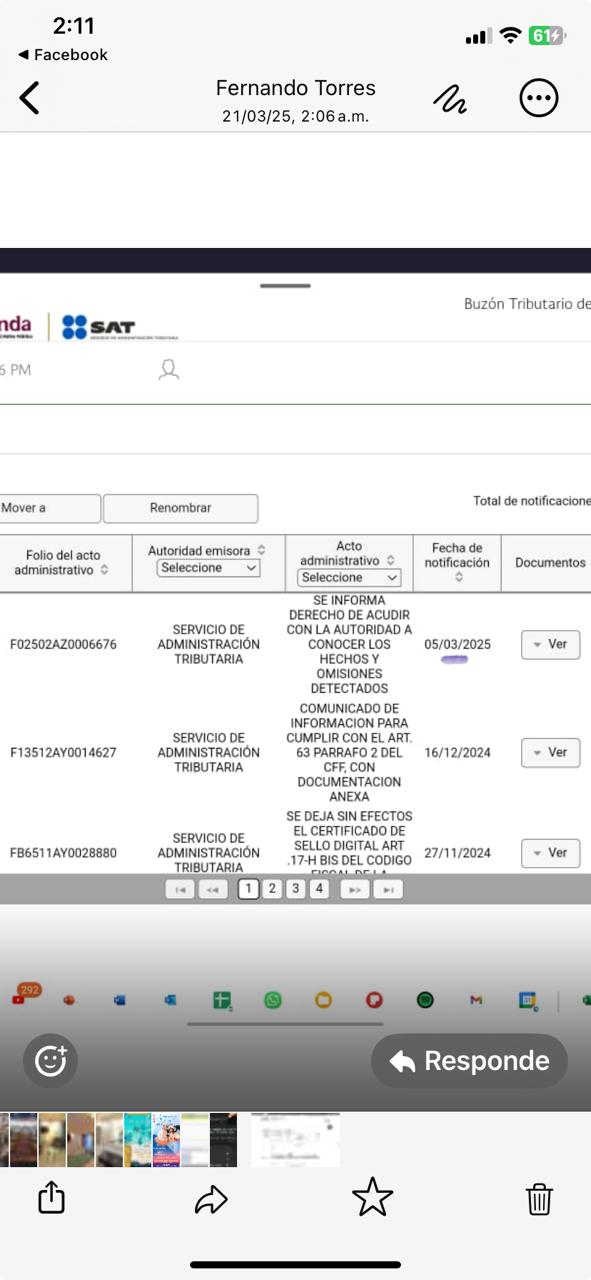 2:11
Facebook
61
Fernando Torres
21/03/25, 2:06 a.m.
Buzón Tributario de
nda
SAT
6 PM
Mover a
Renombrar
Total de notificacione
Folio del acto
administrativo
Autoridad emisora
Seleccione
Acto
administrativo
Seleccione
Fecha de
notificación
Documentos
F02502AZ0006676
SERVICIO DE
ADMINISTRACIÓN
TRIBUTARIA
SE INFORMA
DERECHO DE ACUDIR
CON LA AUTORIDAD A
CONOCER LOS
HECHOS Y
OMISIONES
DETECTADOS
05/03/2025
Ver
F13512AY0014627
SERVICIO DE
ADMINISTRACIÓN
TRIBUTARIA
COMUNICADO DE
INFORMACION PARA
CUMPLIR CON EL ART.
63 PARRAFO 2 DEL
CFF, CON
DOCUMENTACION
ANEXA
16/12/2024
Ver
FB6511AY0028880
SERVICIO DE
ADMINISTRACIÓN
TRIBUTARIA
SE DEJA SIN EFECTOS
EL CERTIFICADO DE
SELLO DIGITAL ART
.17-H BIS DEL CODIGO
FISCAL DE LA
27/11/2024
Ver
1 2 3 4
292
Responde